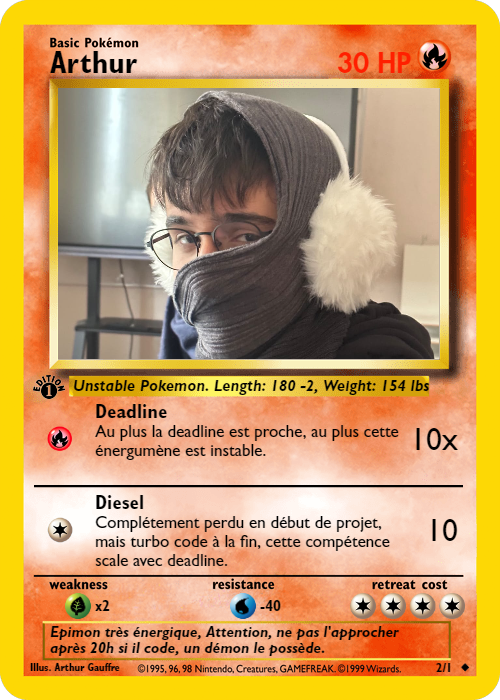 Basic Pokémon
Arthur
30 HP
EDITION
1
Unstable Pokemon. Length: 180 -2, Weight: 154 lbs
Deadline
Au plus la deadline est proche, au plus cette
énergumène est instable.
10x
Diesel
Complétement perdu en début de projet,
mais turbo code à la fin, cette compétence
scale avec deadline.
10
weakness
resistance
retreat cost
x2
-40
Epimon très énergique, Attention, ne pas l'approcher
après 20h si il code, un démon le possède.
Illus. Arthur Gauffre
©1995, 96, 98 Nintendo, Creatures, GAMEFREAK. ©1999 Wizards.
2/1